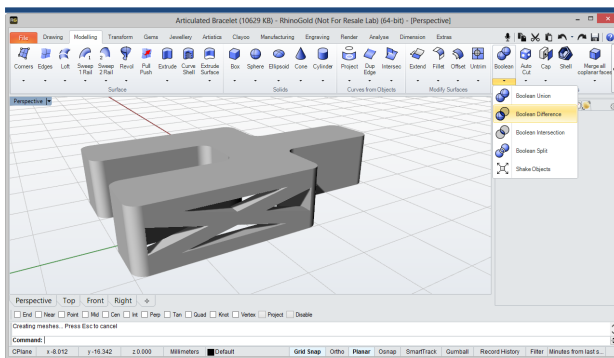 Articulated Bracelet (10629 KB) - RhinoGold (Not For Resale Lab) (64-bit) - [Perspective]
File Drawing Modelling Transform Gems Jewellery Artistics Clayoo Manufacturing Engraving Render Analyse Dimension Extras
Corners Edges Loft Sweep 1 Rail Sweep 2 Rail Revol Pull Push Extrude Curve Shell Extrude Surface Box Sphere Ellipsoid Cone Cylinder Project Dup Edge Intersec Extend Fillet Offset Untrim Boolean Auto Cut Cap Shell Merge all coplanar faces
Surface Solids Curves from Objects Modify Surfaces
Perspective
Boolean Union
Boolean Difference
Boolean Intersection
Boolean Split
Shake Objects
Perspective Top Front Right
End Near Point Mid Cen Int Perp Tan Quad Knot Vertex Project Disable
Creating meshes... Press Esc to cancel
Command:
CPlane x -8.012 y -16.342 z 0.000 Millimeters Default Grid Snap Ortho Planar Osnap SmartTrack Gumball Record History Filter Minutes from last s...